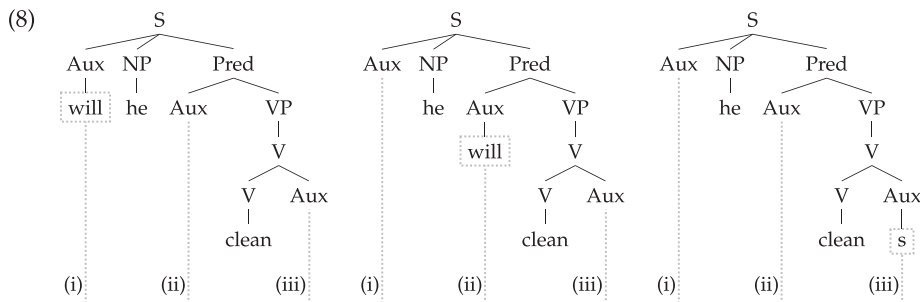 (8) S S S
Aux NP Pred Aux NP Pred Aux NP Pred
will he Aux VP he Aux VP he Aux VP
V will V V
V Aux V Aux V Aux
clean clean clean s
(i) (ii) (iii) (i) (ii) (iii) (i) (ii) (iii)